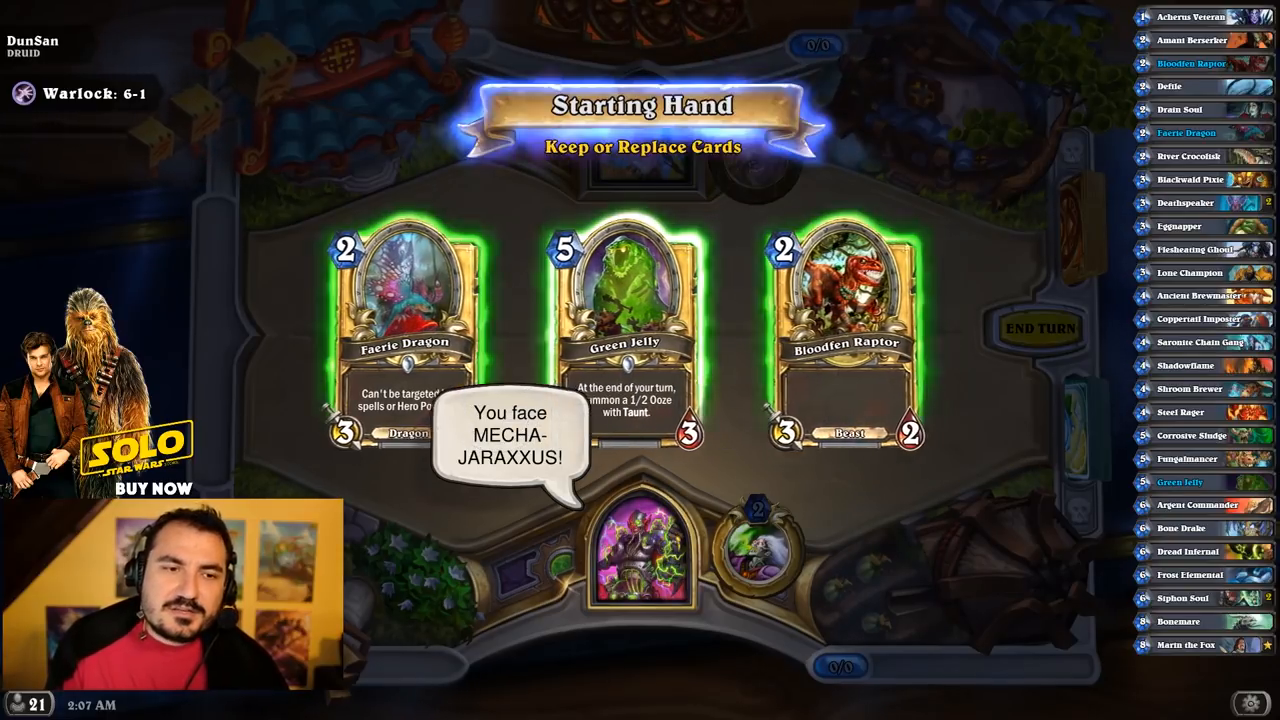 DunSan
DRUID
Warlock: 6-1
0/0
Starting Hand
Keep or Replace Cards
2
Faerie Dragon
Can't be targeted
spells or Hero Po
3
Dragon
5
Green Jelly
At the end of your turn,
mmon a 1/2 Ooze
with Taunt.
3
2
Bloodfen Raptor
3
Beast
2
You face
MECHA-
JARAXXUS!
END TURN
2
0/0
SOLO
BUY NOW
21
2:07 AM
1 Acherus Veteran
2 Amani Berserker
2 Bloodfen Raptor
2 Defile
2 Drain Soul
2 Faerie Dragon
2 River Crocolisk
3 Blackwald Pixie
3 Deathspeaker 2
3 Eggnapper
3 Flesheating Ghoul
3 Lone Champion
4 Ancient Brewmaster
4 Coppertail Imposter
4 Saronite Chain Gang
4 Shadowflame
4 Shroom Brewer
4 Steel Rager
5 Corrosive Sludge
5 Fungalmancer
5 Green Jelly
6 Argent Commander
6 Bone Drake
6 Dread Infernal
6 Frost Elemental
6 Siphon Soul 2
8 Bonemare
8 Marin the Fox